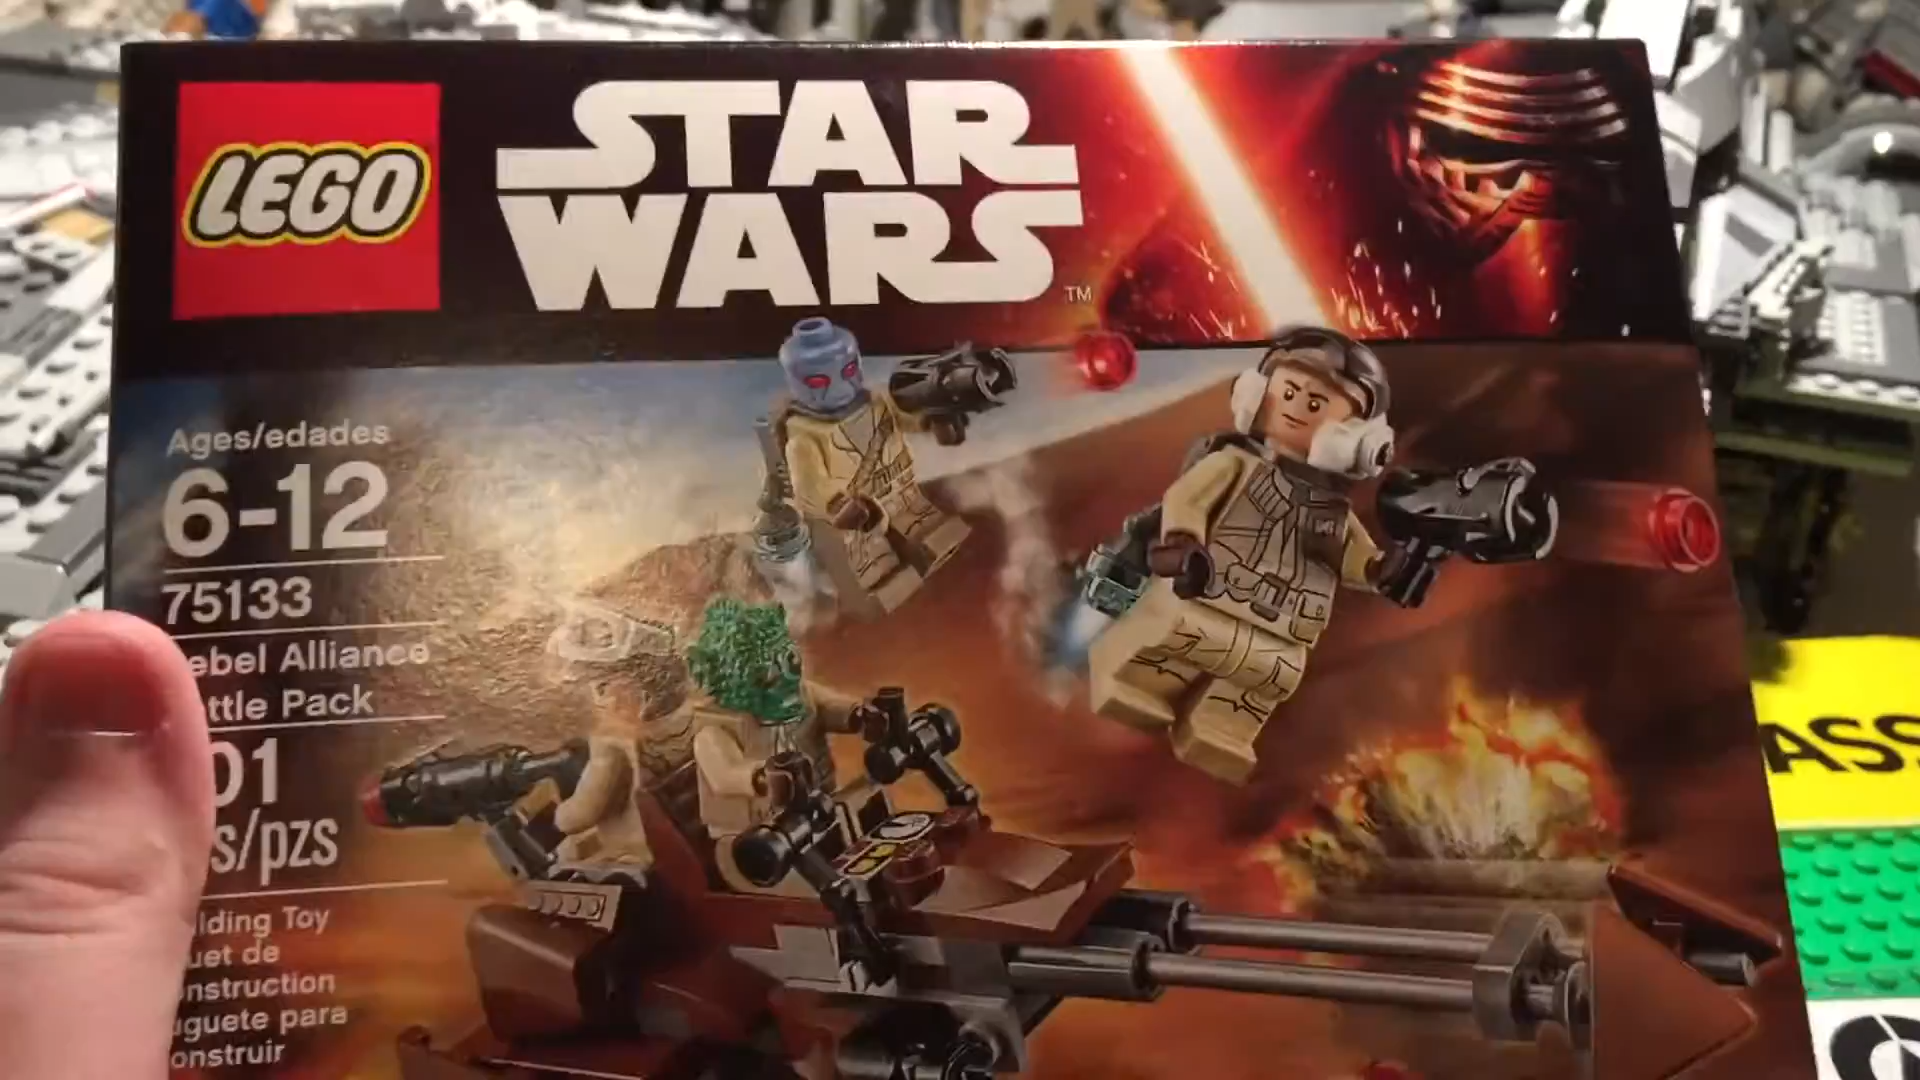 LEGO
STAR
WARS
TM
Ages/edades
6-12
75133
ebel Alliance
ttle Pack
01
s/pzs
lding Toy
uet de
nstruction
uguete para
onstruir
ASS